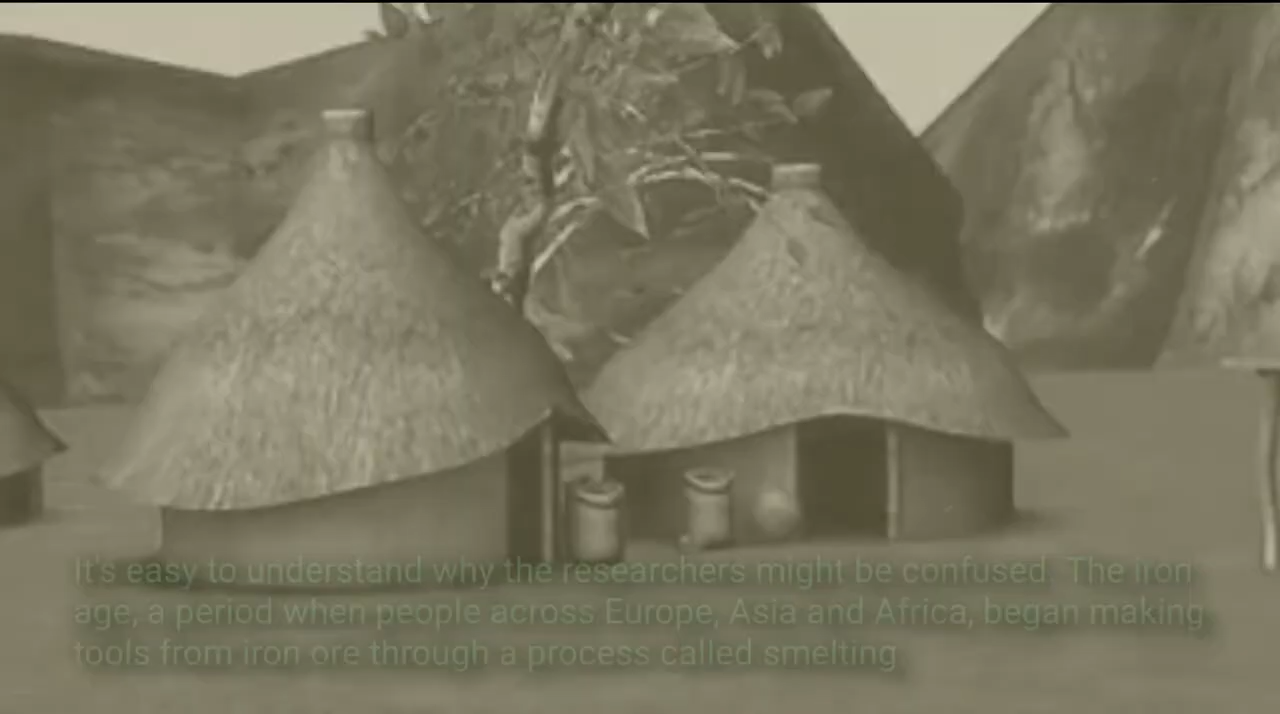 It's easy to understand why the researchers might be confused. The iron
age, a period when people across Europe, Asia and Africa, began making
tools from iron ore through a process called smelting